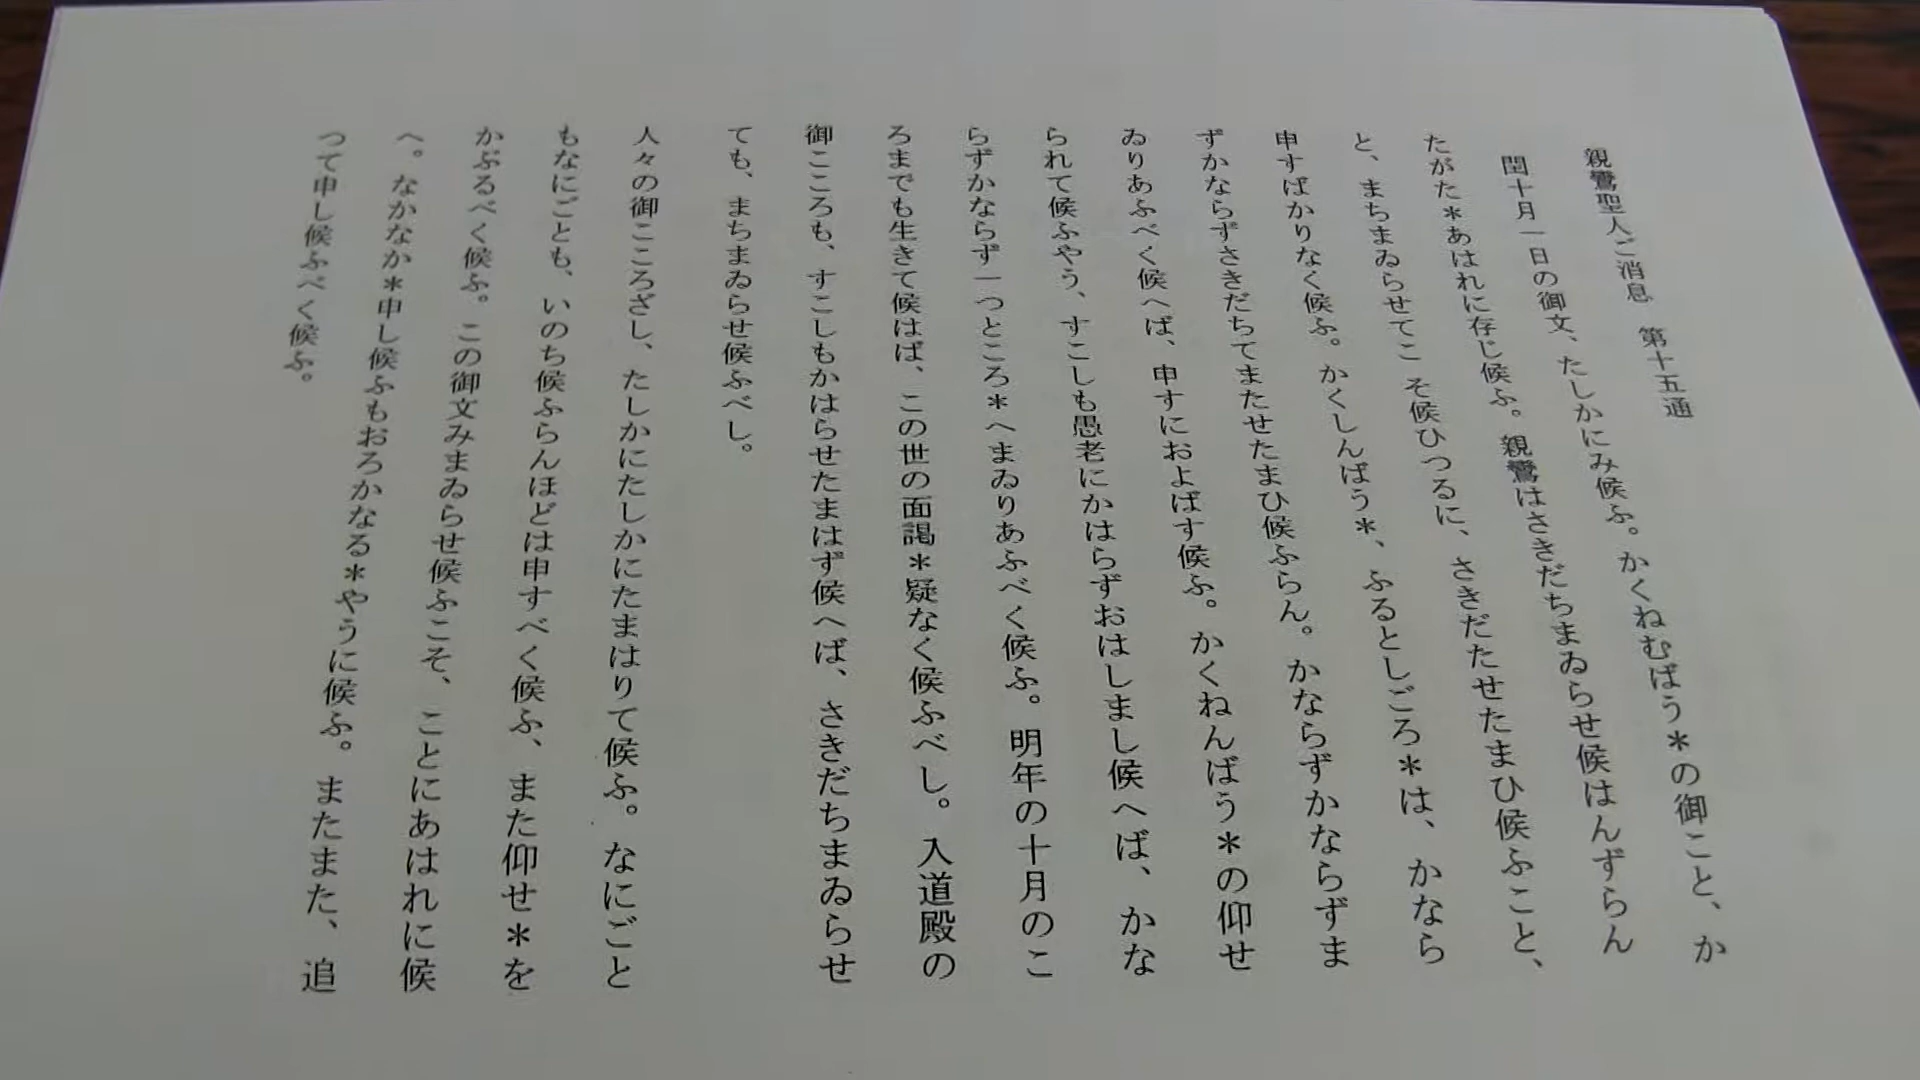 親鸞聖人ご消息　第十五通
閏十月一日の御文、たしかにみ候ふ。かくねむばう＊の御こと、か
たがた＊あはれに存じ候ふ。親鸞はさきだちまゐらせ候はんずらん
と、まちまゐらせてこ そ候ひつるに、さきだたせたまひ候ふこと、
申すばかりなく候ふ。かくしんばう＊、ふるとしごろ＊は、かなら
ずかならずさきだちてまたせたまひ候ふらん。かならずかならずま
ゐりあふべく候へば、申すにおよばす候ふ。かくねんばう＊の仰せ
られて候ふやう、すこしも愚老にかはらずおはしまし候へば、かな
らずかならず一つところ＊へまゐりあふべく候ふ。明年の十月のこ
ろまでも生きて候はば、この世の面謁＊疑なく候ふべし。入道殿の
御こころも、すこしもかはらせたまはず候へば、さきだちまゐらせ
ても、まちまゐらせ候ふべし。
人々の御こころざし、たしかにたしかにたまはりて候ふ。なにごと
もなにごとも、いのち候ふらんほどは申すべく候ふ、また仰せ＊を
かぶるべく候ふ。この御文みまゐらせ候ふこそ、ことにあはれに候
へ。なかなか＊申し候ふもおろかなる＊やうに候ふ。またまた、追
つて申し候ふべく候ふ。